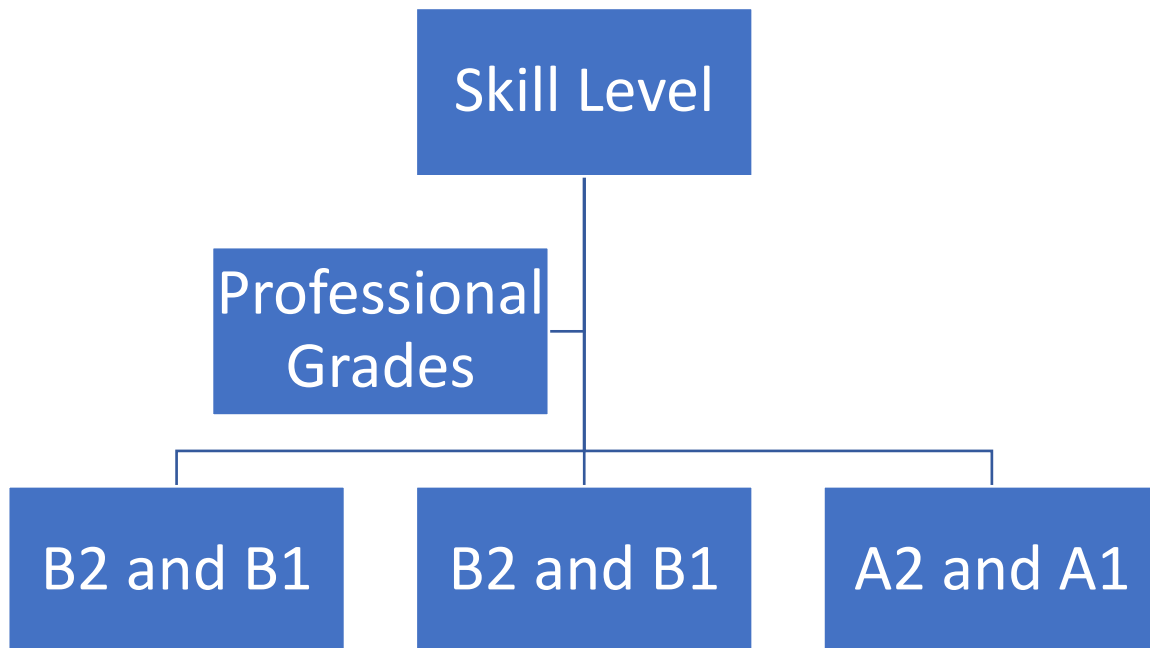 Skill Level
Professional
Grades
B2 and B1
B2 and B1
A2 and A1